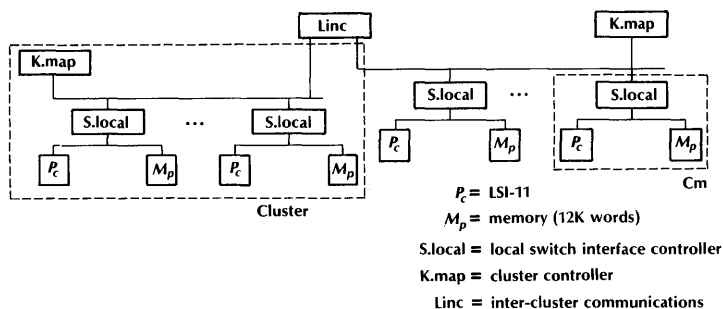 Linc
K.map
K.map
S.local
...
S.local
S.local
...
S.local
Pc
Mp
Pc
Mp
Pc
Mp
Pc
Mp
Cluster
Cm
Pc = LSI-11
Mp = memory (12K words)
S.local = local switch interface controller
K.map = cluster controller
Linc = inter-cluster communications